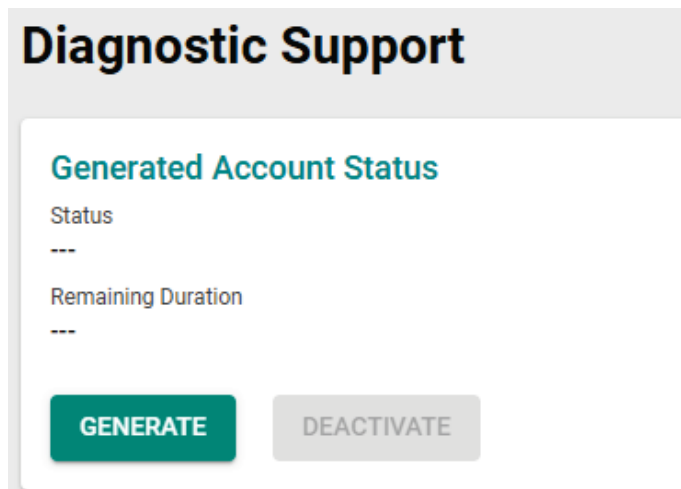 Diagnostic Support
Generated Account Status
Status
---
Remaining Duration
---
GENERATE DEACTIVATE